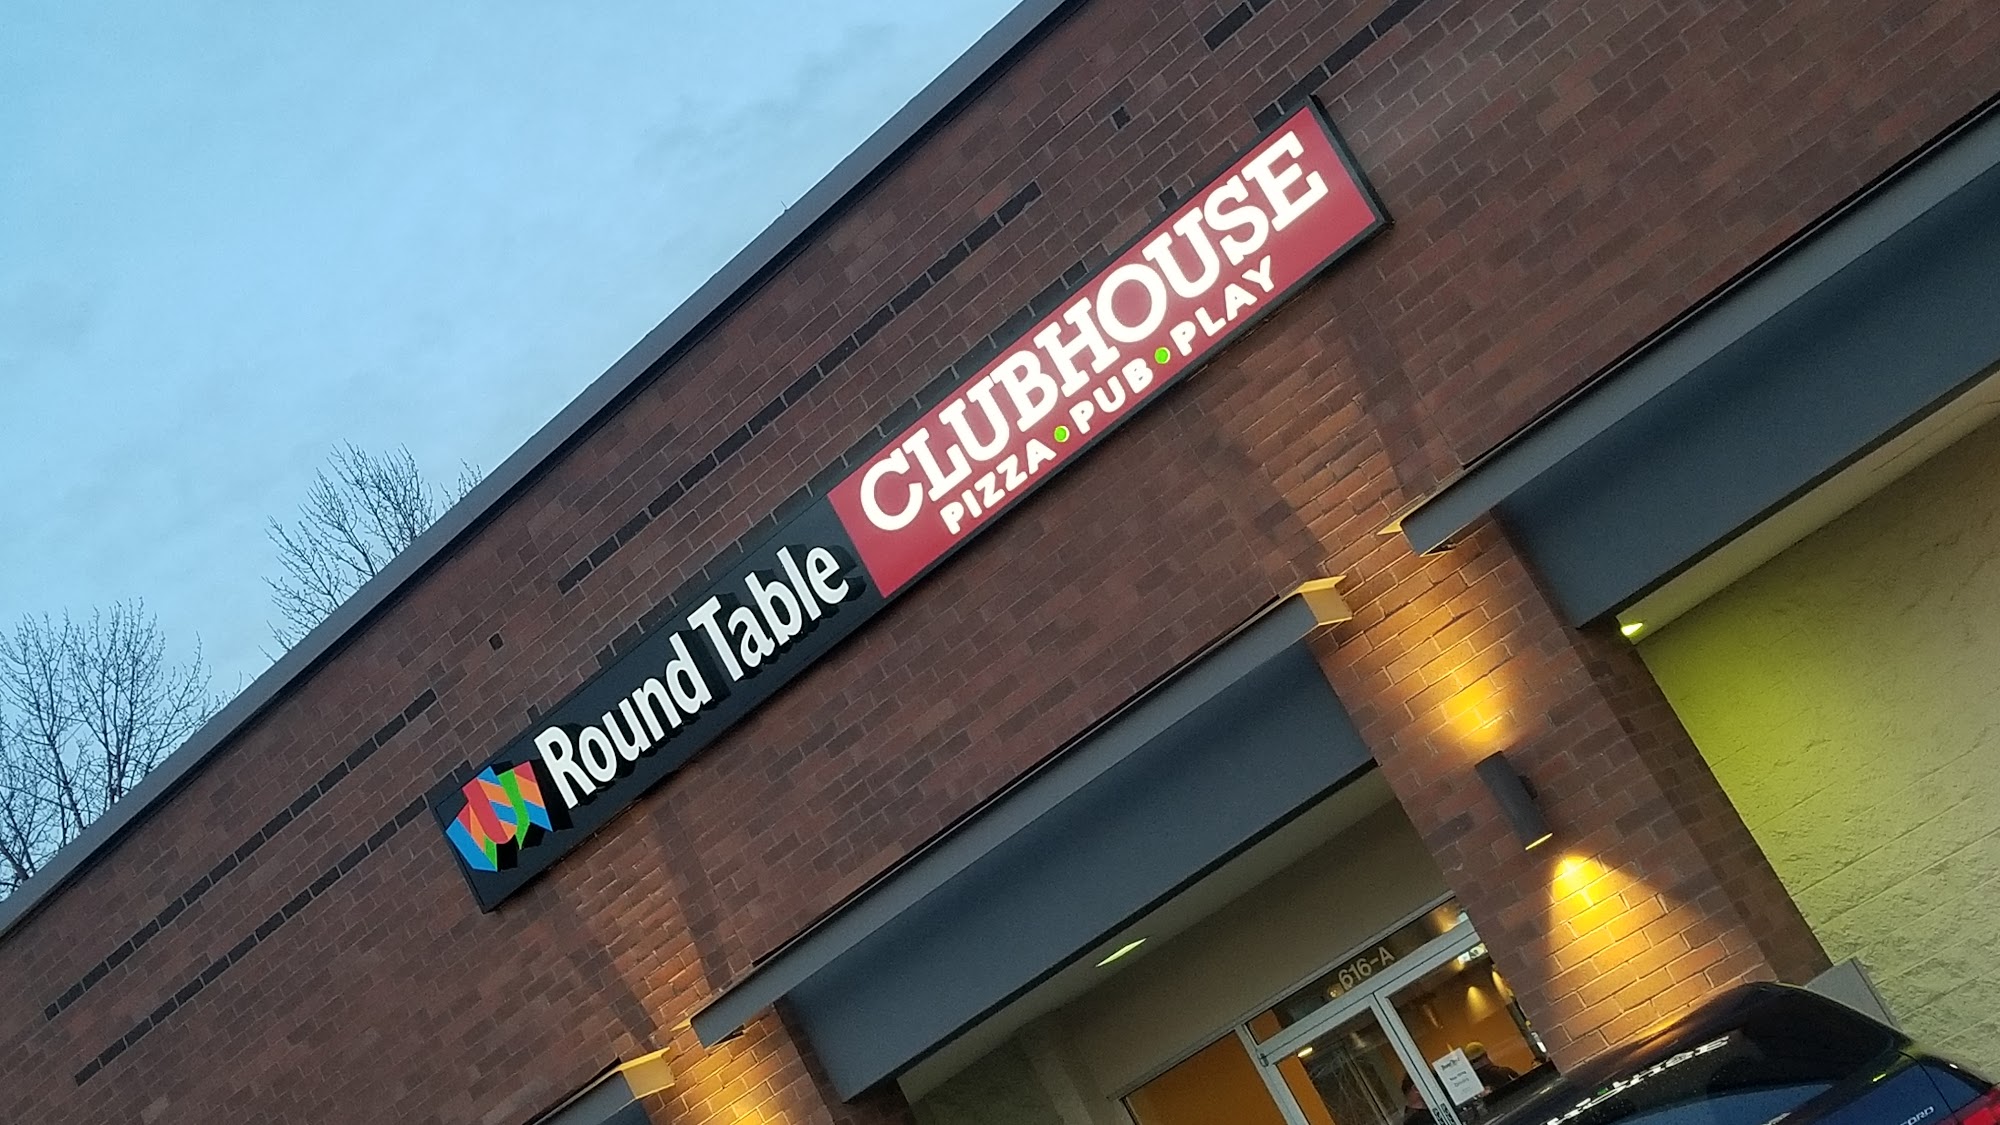 Round Table
CLUBHOUSE
PIZZA • PUB • PLAY
616-A